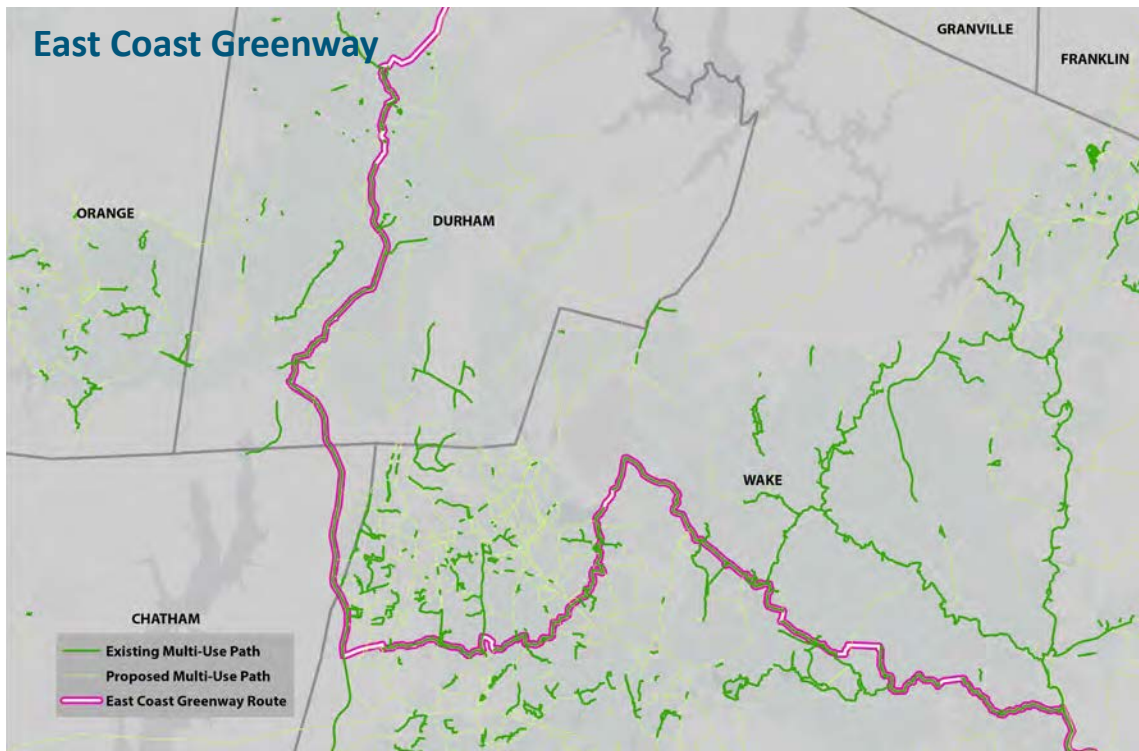 East Coast Greenway
GRANVILLE
FRANKLIN
ORANGE
DURHAM
WAKE
CHATHAM
Existing Multi-Use Path
Proposed Multi-Use Path
East Coast Greenway Route